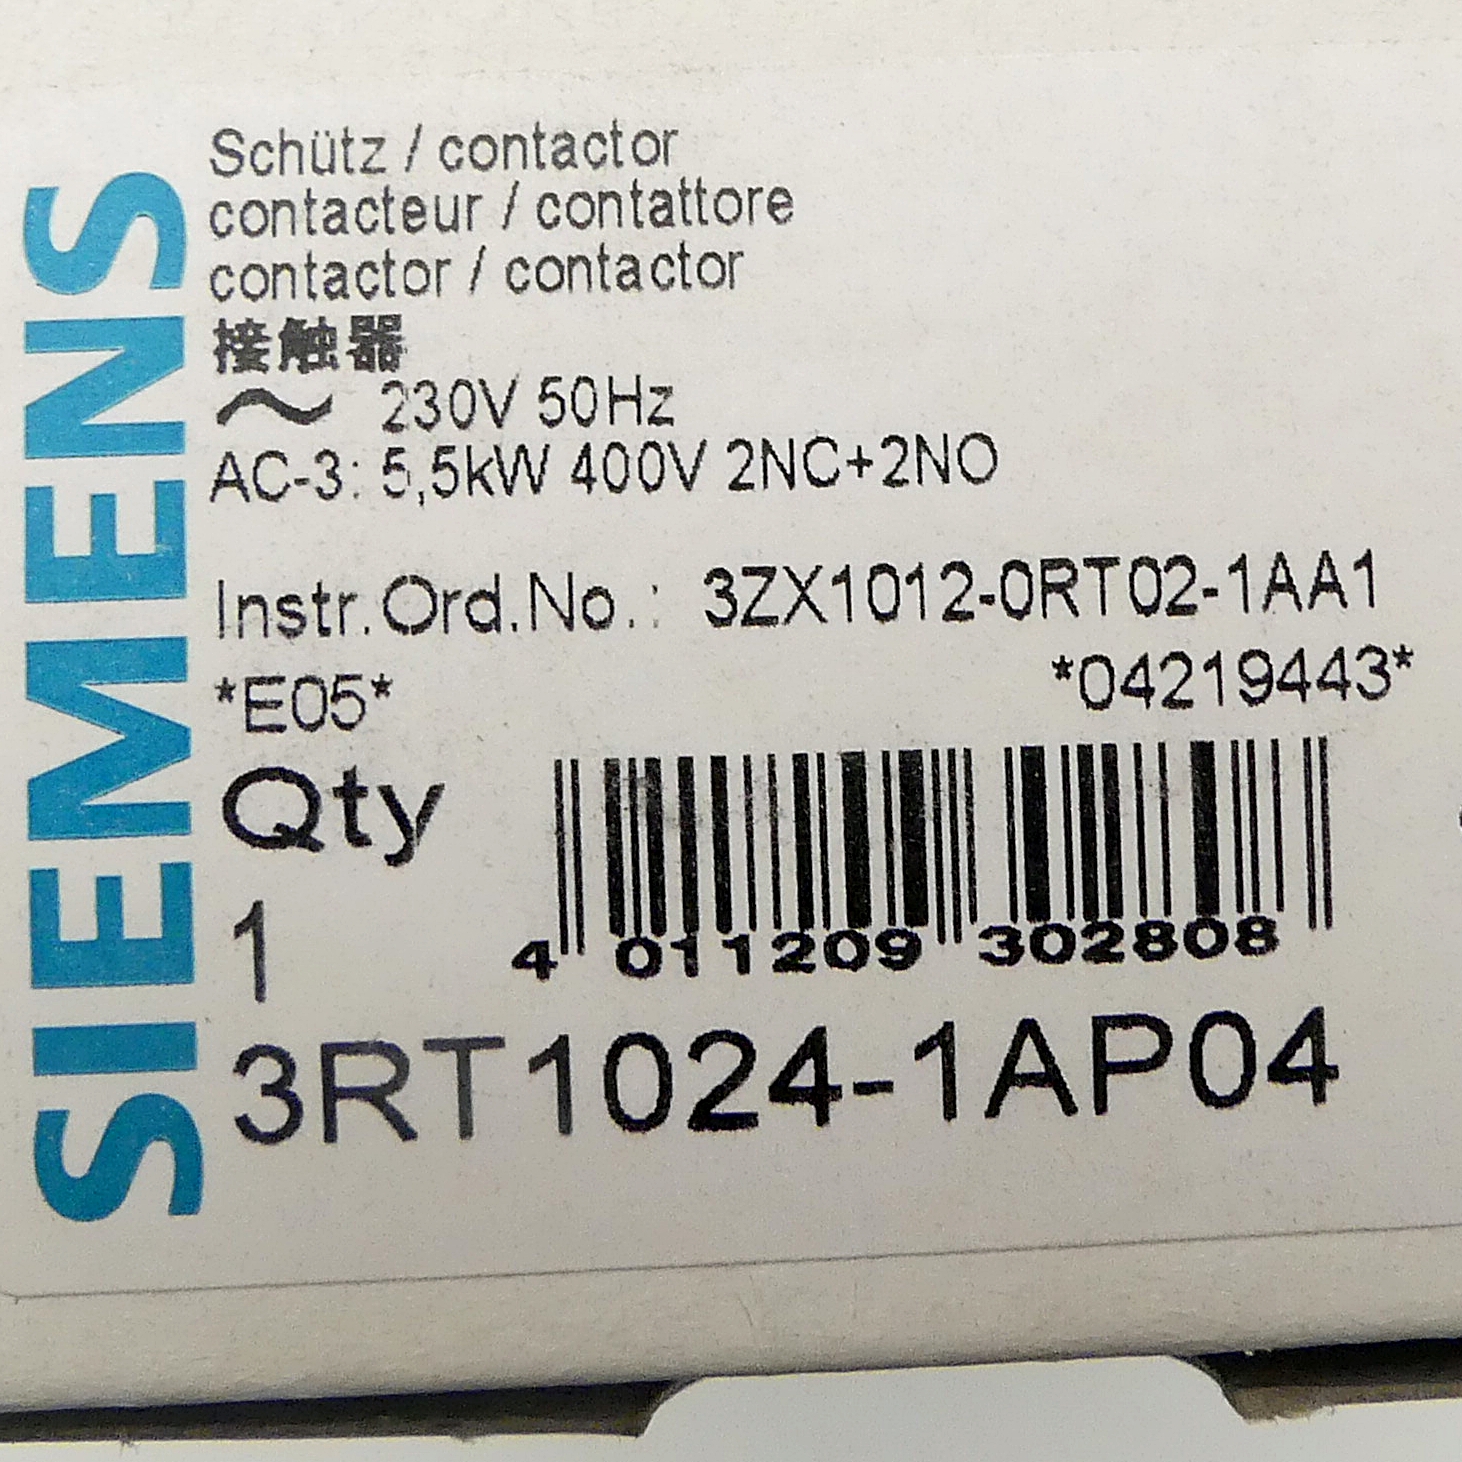 SIEMENS
Schütz / contactor
contacteur / contattore
contactor / contactor
接触器
~ 230V 50Hz
AC-3: 5,5kW 400V 2NC+2NO
Instr.Ord.No.: 3ZX1012-0RT02-1AA1
*E05* *04219443*
Qty
1
4 011209 302808
3RT1024-1AP04